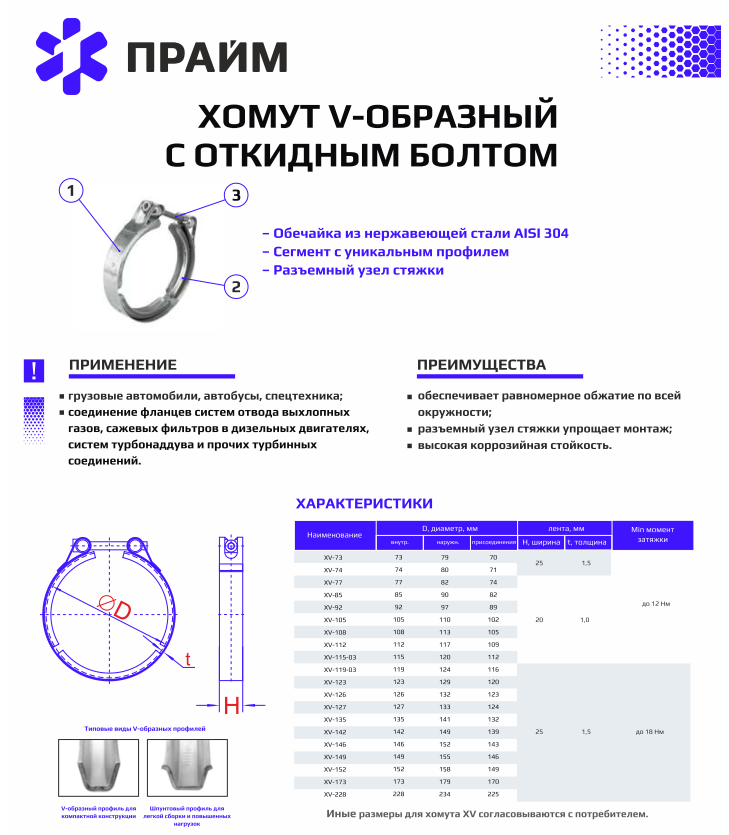 ПРАЙМ
ХОМУТ V-ОБРАЗНЫЙ
С ОТКИДНЫМ БОЛТОМ
1
3
2
– Обечайка из нержавеющей стали AISI 304
– Сегмент с уникальным профилем
– Разъемный узел стяжки
!
ПРИМЕНЕНИЕ
▪ грузовые автомобили, автобусы, спецтехника;
▪ соединение фланцев систем отвода выхлопных
газов, сажевых фильтров в дизельных двигателях,
систем турбонаддува и прочих турбинных
соединений.
ПРЕИМУЩЕСТВА
▪ обеспечивает равномерное обжатие по всей
окружности;
▪ разъемный узел стяжки упрощает монтаж;
▪ высокая коррозийная стойкость.
∅D
t
H
Типовые виды V-образных профилей
V-образный профиль для
компактной конструкции
Шпунтовый профиль для
легкой сборки и повышенных
нагрузок
ХАРАКТЕРИСТИКИ
Наименование D, диаметр, мм лента, мм Min момент затяжки
внутр. наружн. присоединения H, ширина t, толщина
XV-73 73 79 70 25 1,5 до 12 Нм
XV-74 74 80 71
XV-77 77 82 74 20 1,0
XV-85 85 90 82
XV-92 92 97 89
XV-105 105 110 102
XV-108 108 113 105
XV-112 112 117 109
XV-115-03 115 120 112
XV-119-03 119 124 116 25 1,5 до 18 Нм
XV-123 123 129 120
XV-126 126 132 123
XV-127 127 133 124
XV-135 135 141 132
XV-142 142 149 139
XV-146 146 152 143
XV-149 149 155 146
XV-152 152 158 149
XV-173 173 179 170
XV-228 228 234 225
Иные размеры для хомута XV согласовываются с потребителем.